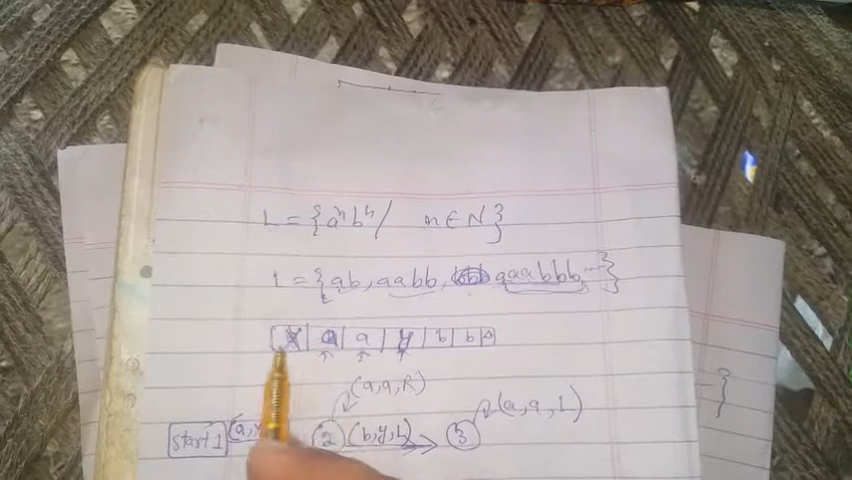 L = {aⁿbⁿ / n ∈ N}
L = {ab, aabb, aaabbb, ...}
x | a | a | y | b | b | Δ
(a,a,R) (a,a,L)
Start 1 (a, 2 (b,y,L) 3
}